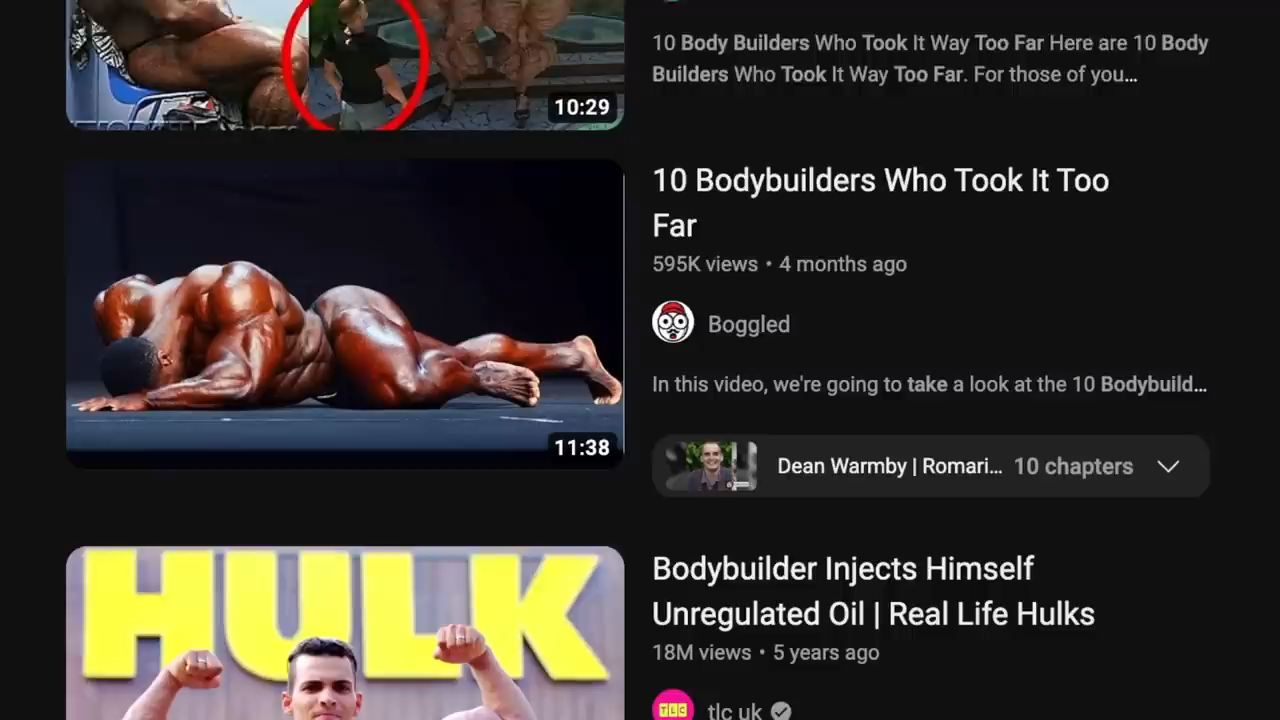 10 Body Builders Who Took It Way Too Far Here are 10 Body
Builders Who Took It Way Too Far. For those of you...
10:29
10 Bodybuilders Who Took It Too
Far
595K views • 4 months ago
Boggled
In this video, we're going to take a look at the 10 Bodybuild...
11:38
Dean Warmby | Romari... 10 chapters
HULK
Bodybuilder Injects Himself
Unregulated Oil | Real Life Hulks
18M views • 5 years ago
TLC
tlc uk